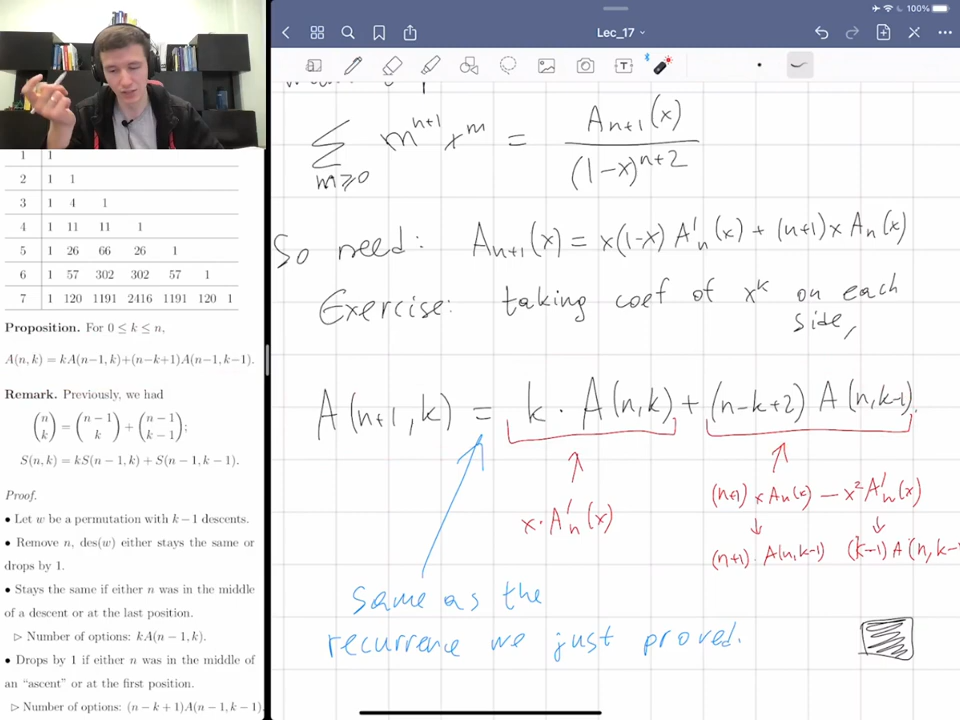 Lec_17
100%
1 1
2 1 1
3 1 4 1
4 1 11 11 1
5 1 26 66 26 1
6 1 57 302 302 57 1
7 1 120 1191 2416 1191 120 1
Proposition. For 0 ≤ k ≤ n,
A(n, k) = kA(n−1, k)+(n−k+1)A(n−1, k−1).
Remark. Previously, we had
(n k) = (n−1 k) + (n−1 k−1);
S(n, k) = kS(n − 1, k) + S(n − 1, k − 1).
Proof.
• Let w be a permutation with k−1 descents.
• Remove n, des(w) either stays the same or
drops by 1.
• Stays the same if either n was in the middle
of a descent or at the last position.
▷ Number of options: kA(n − 1, k).
• Drops by 1 if either n was in the middle of
an “ascent” or at the first position.
▷ Number of options: (n − k + 1)A(n − 1, k − 1)
∑_{m≥0} m^{n+1} x^m = A_{n+1}(x) / (1−x)^{n+2}
So need: A_{n+1}(x) = x(1−x) A'_n(x) + (n+1)x A_n(x)
Exercise: taking coef of x^k on each
side,
A(n+1, k) = k · A(n, k) + (n−k+2) A(n, k−1).
x · A'_n(x)
(n+1) x A_n(x) − x² A'_n(x)
(n+1) · A(n, k−1) (k−1) A(n, k−
Same as the
recurrence we just proved.